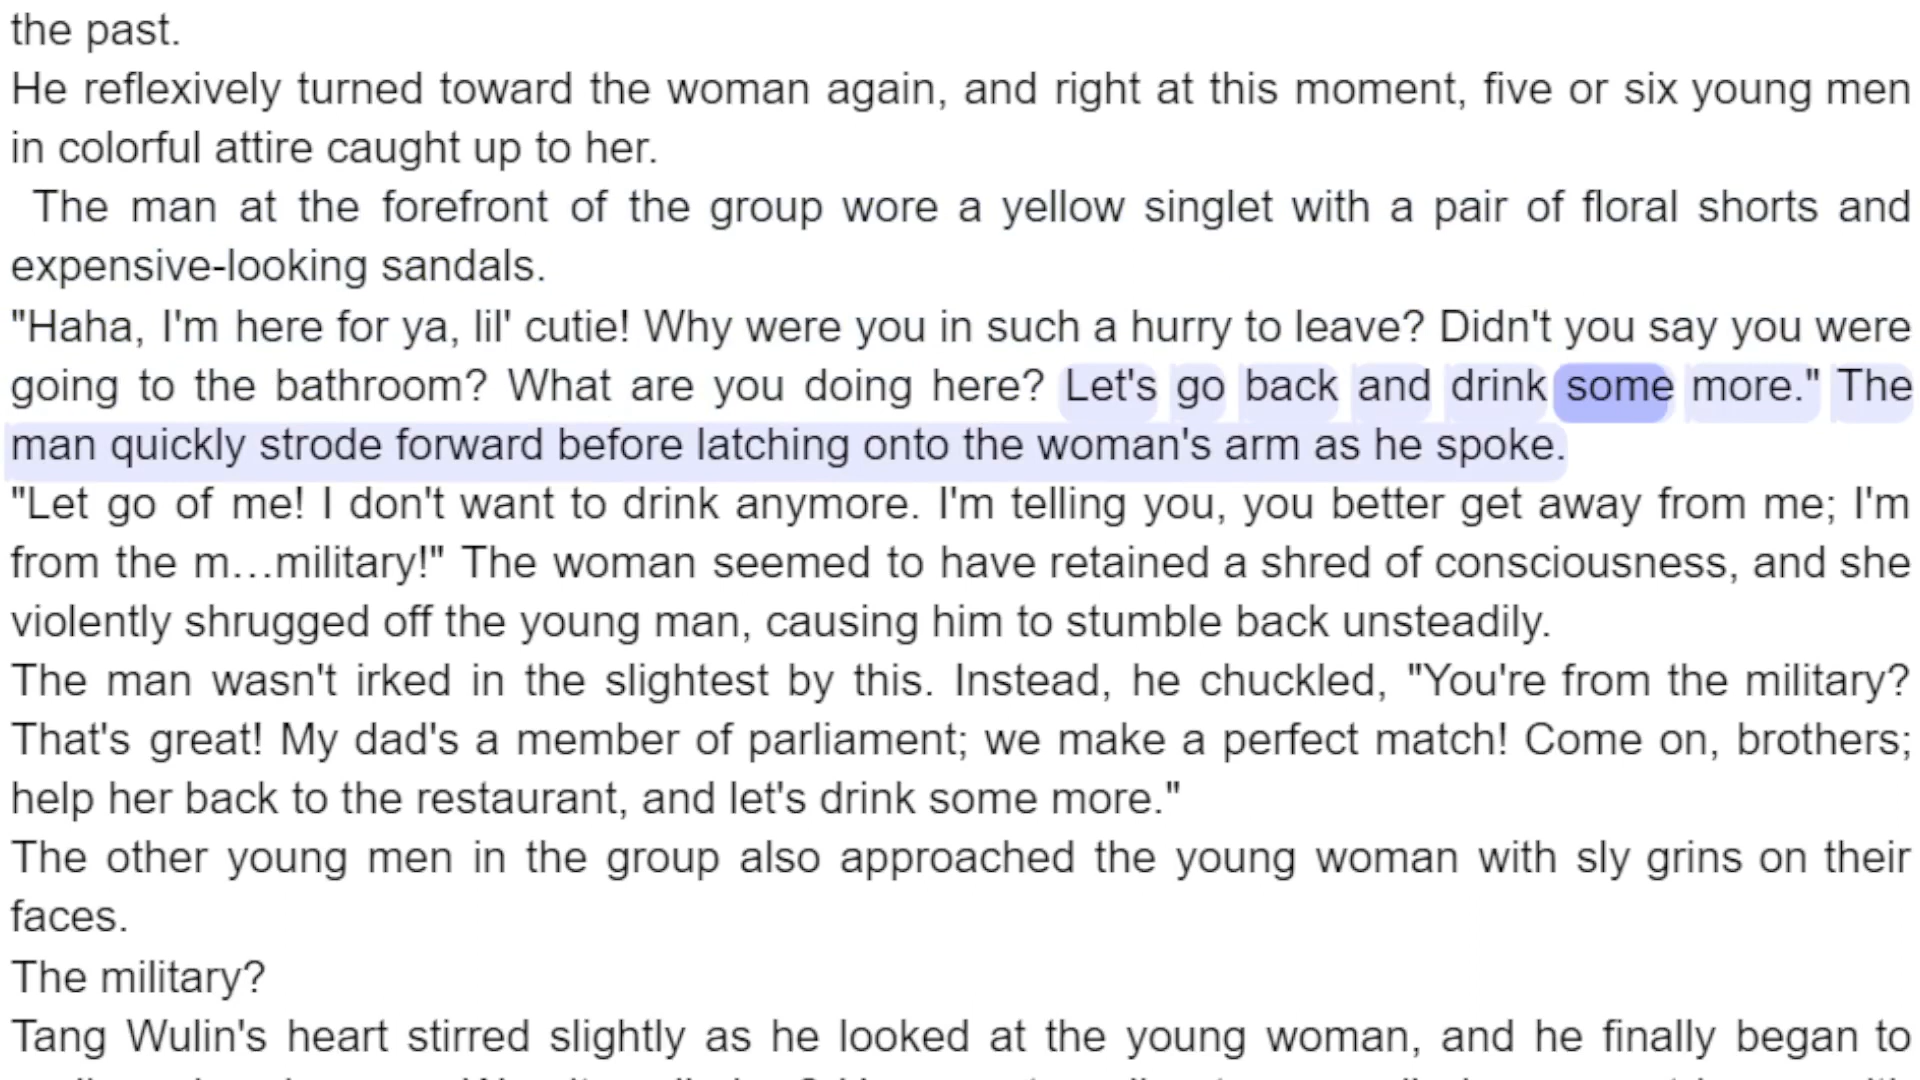 the past.
He reflexively turned toward the woman again, and right at this moment, five or six young men
in colorful attire caught up to her.
The man at the forefront of the group wore a yellow singlet with a pair of floral shorts and
expensive-looking sandals.
"Haha, I'm here for ya, lil' cutie! Why were you in such a hurry to leave? Didn't you say you were
going to the bathroom? What are you doing here? Let's go back and drink some more." The
man quickly strode forward before latching onto the woman's arm as he spoke.
"Let go of me! I don't want to drink anymore. I'm telling you, you better get away from me; I'm
from the m…military!" The woman seemed to have retained a shred of consciousness, and she
violently shrugged off the young man, causing him to stumble back unsteadily.
The man wasn't irked in the slightest by this. Instead, he chuckled, "You're from the military?
That's great! My dad's a member of parliament; we make a perfect match! Come on, brothers;
help her back to the restaurant, and let's drink some more."
The other young men in the group also approached the young woman with sly grins on their
faces.
The military?
Tang Wulin's heart stirred slightly as he looked at the young woman, and he finally began to